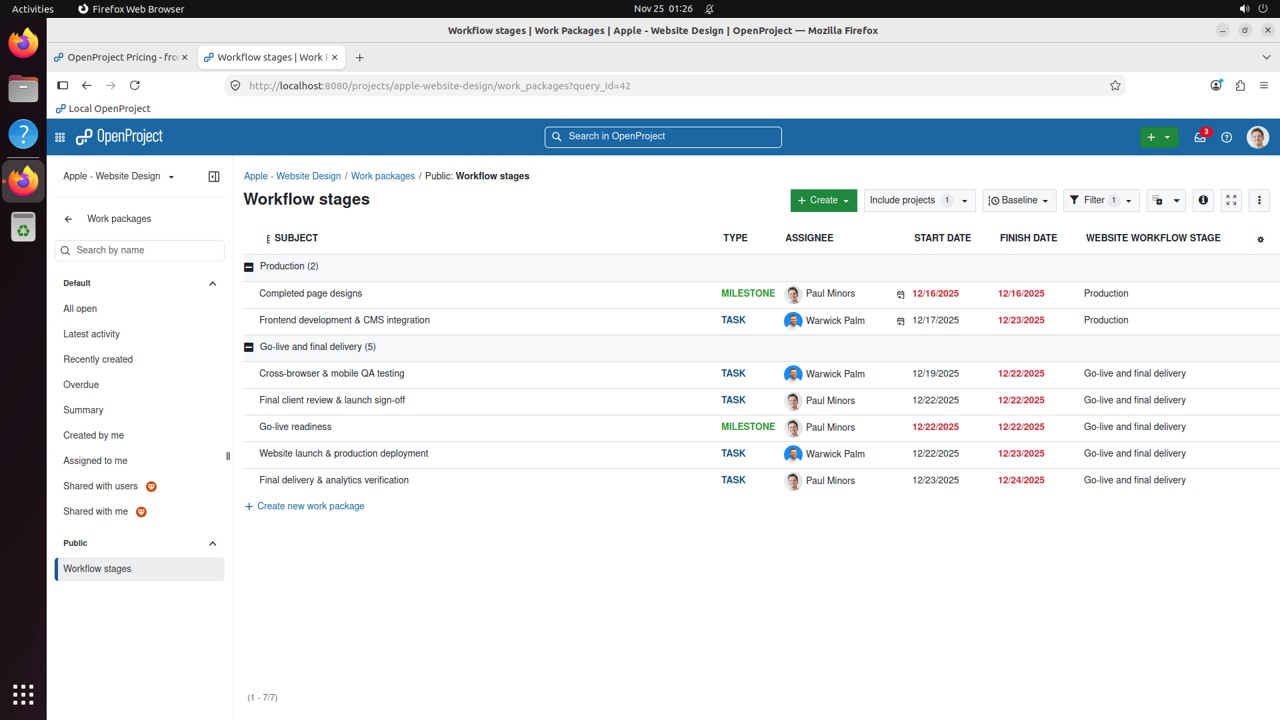 Activities
Firefox Web Browser
Nov 25 01:26
Workflow stages | Work Packages | Apple - Website Design | OpenProject — Mozilla Firefox
OpenProject Pricing - fro
Workflow stages | Work P
http://localhost:8080/projects/apple-website-design/work_packages?query_id=42
Local OpenProject
OpenProject
Search in OpenProject
3
Apple - Website Design
Apple - Website Design / Work packages / Public: Workflow stages
Work packages
Workflow stages
Create
Include projects 1
Baseline
Filter 1
Search by name
SUBJECT TYPE ASSIGNEE START DATE FINISH DATE WEBSITE WORKFLOW STAGE
Default
All open
Latest activity
Recently created
Overdue
Summary
Created by me
Assigned to me
Shared with users
Shared with me
Public
Workflow stages
Production (2)
Completed page designs MILESTONE Paul Minors 12/16/2025 12/16/2025 Production
Frontend development & CMS integration TASK Warwick Palm 12/17/2025 12/23/2025 Production
Go-live and final delivery (5)
Cross-browser & mobile QA testing TASK Warwick Palm 12/19/2025 12/22/2025 Go-live and final delivery
Final client review & launch sign-off TASK Paul Minors 12/22/2025 12/22/2025 Go-live and final delivery
Go-live readiness MILESTONE Paul Minors 12/22/2025 12/22/2025 Go-live and final delivery
Website launch & production deployment TASK Warwick Palm 12/22/2025 12/23/2025 Go-live and final delivery
Final delivery & analytics verification TASK Paul Minors 12/23/2025 12/24/2025 Go-live and final delivery
Create new work package
(1 - 7/7)